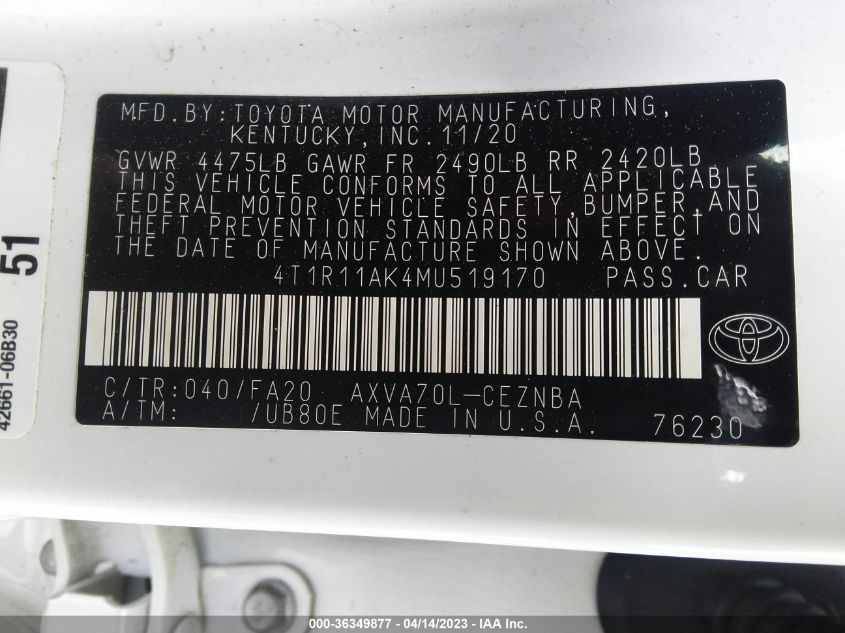 MFD.BY:TOYOTA MOTOR MANUFACTURING,
KENTUCKY,INC.11/20
GVWR 4475LB GAWR FR 2490LB RR 2420LB
THIS VEHICLE CONFORMS TO ALL APPLICABLE
FEDERAL MOTOR VEHICLE SAFETY,BUMPER,AND
THEFT PREVENTION STANDARDS IN EFFECT ON
THE DATE OF MANUFACTURE SHOWN ABOVE.
4T1R11AK4MU519170 PASS.CAR
C/TR:040/FA20 AXVA70L-CEZNBA
A/TM: /UB80E MADE IN U.S.A. 76230
51
42661-06B30
000-36349877 - 04/14/2023 - IAA Inc.